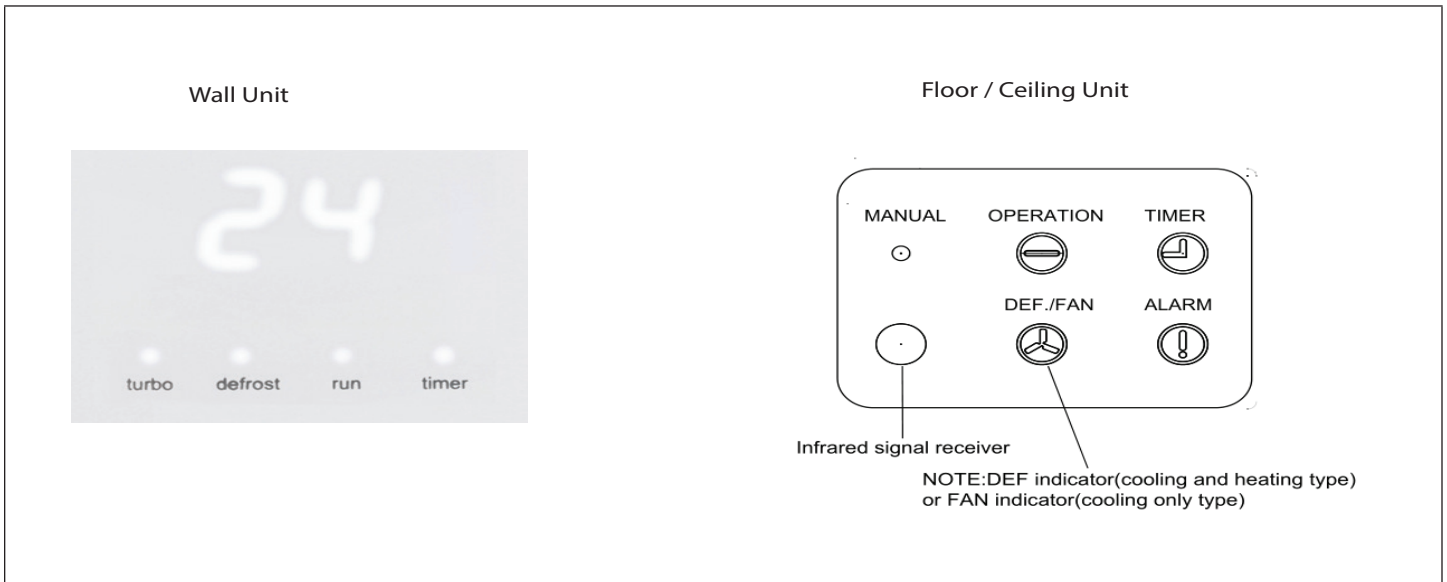 Wall Unit
24
turbo defrost run timer
Floor / Ceiling Unit
MANUAL OPERATION TIMER
DEF./FAN ALARM
Infrared signal receiver
NOTE:DEF indicator(cooling and heating type)
or FAN indicator(cooling only type)